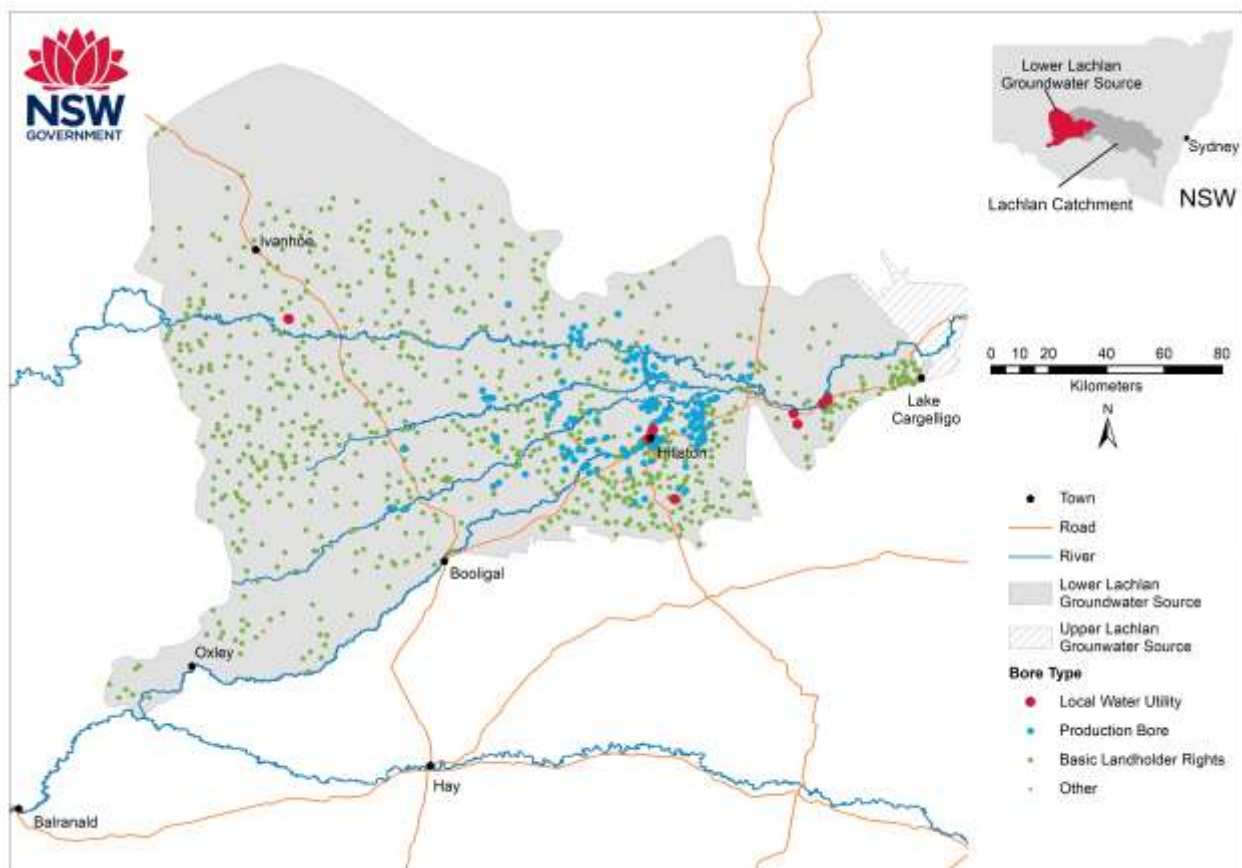 NSW
GOVERNMENT
Ivanhoe
Lake
Cargelligo
Hillston
Booligal
Oxley
Hay
Balranald
Lower Lachlan
Groundwater Source
Sydney
Lachlan Catchment
NSW
0 10 20 40 60 80
Kilometers
N
Town
Road
River
Lower Lachlan
Groundwater Source
Upper Lachlan
Grounwater Source
Bore Type
Local Water Utility
Production Bore
Basic Landholder Rights
Other